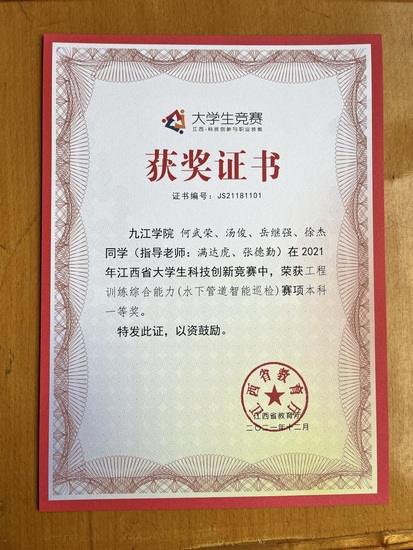 大学生竞赛
江西·科技创新与职业技能
获奖证书
证书编号：JS21181101
九江学院 何武荣、汤俊、岳继强、徐杰
同学（指导老师：满达虎、张德勤）在 2021
年江西省大学生科技创新竞赛中，荣获工程
训练综合能力(水下管道智能巡检)赛项本科
一等奖。
特发此证，以资鼓励。
江西省教育厅
江西省教育厅
二〇二一年十二月